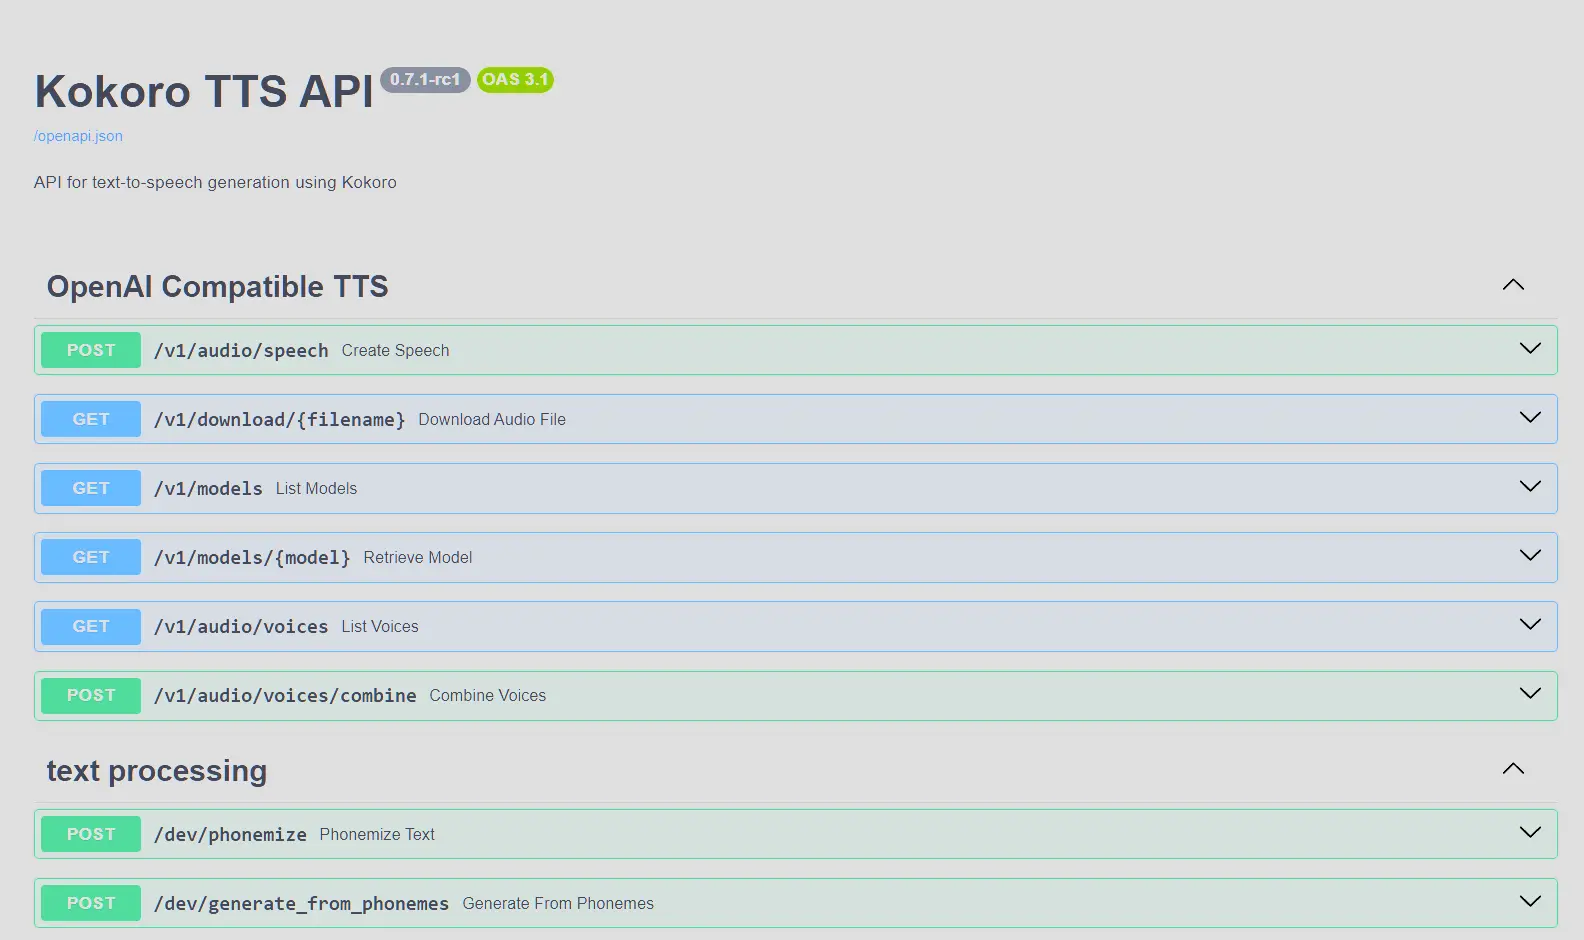 Kokoro TTS API 0.7.1-rc1 OAS 3.1
/openapi.json
API for text-to-speech generation using Kokoro
OpenAI Compatible TTS
POST /v1/audio/speech Create Speech
GET /v1/download/{filename} Download Audio File
GET /v1/models List Models
GET /v1/models/{model} Retrieve Model
GET /v1/audio/voices List Voices
POST /v1/audio/voices/combine Combine Voices
text processing
POST /dev/phonemize Phonemize Text
POST /dev/generate_from_phonemes Generate From Phonemes